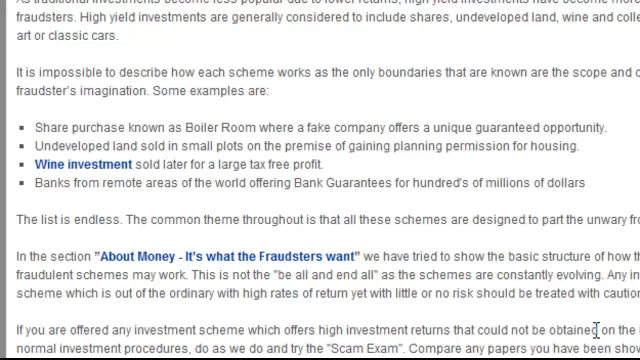 As traditional investments become less popular due to lower returns, high yield investments have become more
fraudsters. High yield investments are generally considered to include shares, undeveloped land, wine and
art or classic cars.
It is impossible to describe how each scheme works as the only boundaries that are known are the scope and
fraudster's imagination. Some examples are:
▪ Share purchase known as Boiler Room where a fake company offers a unique guaranteed opportunity.
▪ Undeveloped land sold in small plots on the premise of gaining planning permission for housing.
▪ Wine investment sold later for a large tax free profit.
▪ Banks from remote areas of the world offering Bank Guarantees for hundred's of millions of dollars
The list is endless. The common theme throughout is that all these schemes are designed to part the unwary
In the section "About Money - It's what the Fraudsters want" we have tried to show the basic structure of how
fraudulent schemes may work. This is not the "be all and end all" as the schemes are constantly evolving. Any
scheme which is out of the ordinary with high rates of return yet with little or no risk should be treated with
If you are offered any investment scheme which offers high investment returns that could not be obtained on the
normal investment procedures, do as we do and try the "Scam Exam". Compare any papers you have been